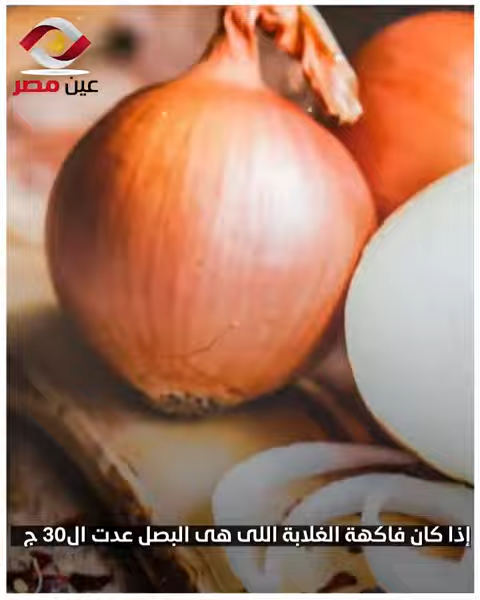 عين مصر
إذا كان فاكهة الغلابة اللى هى البصل عدت ال30 ج